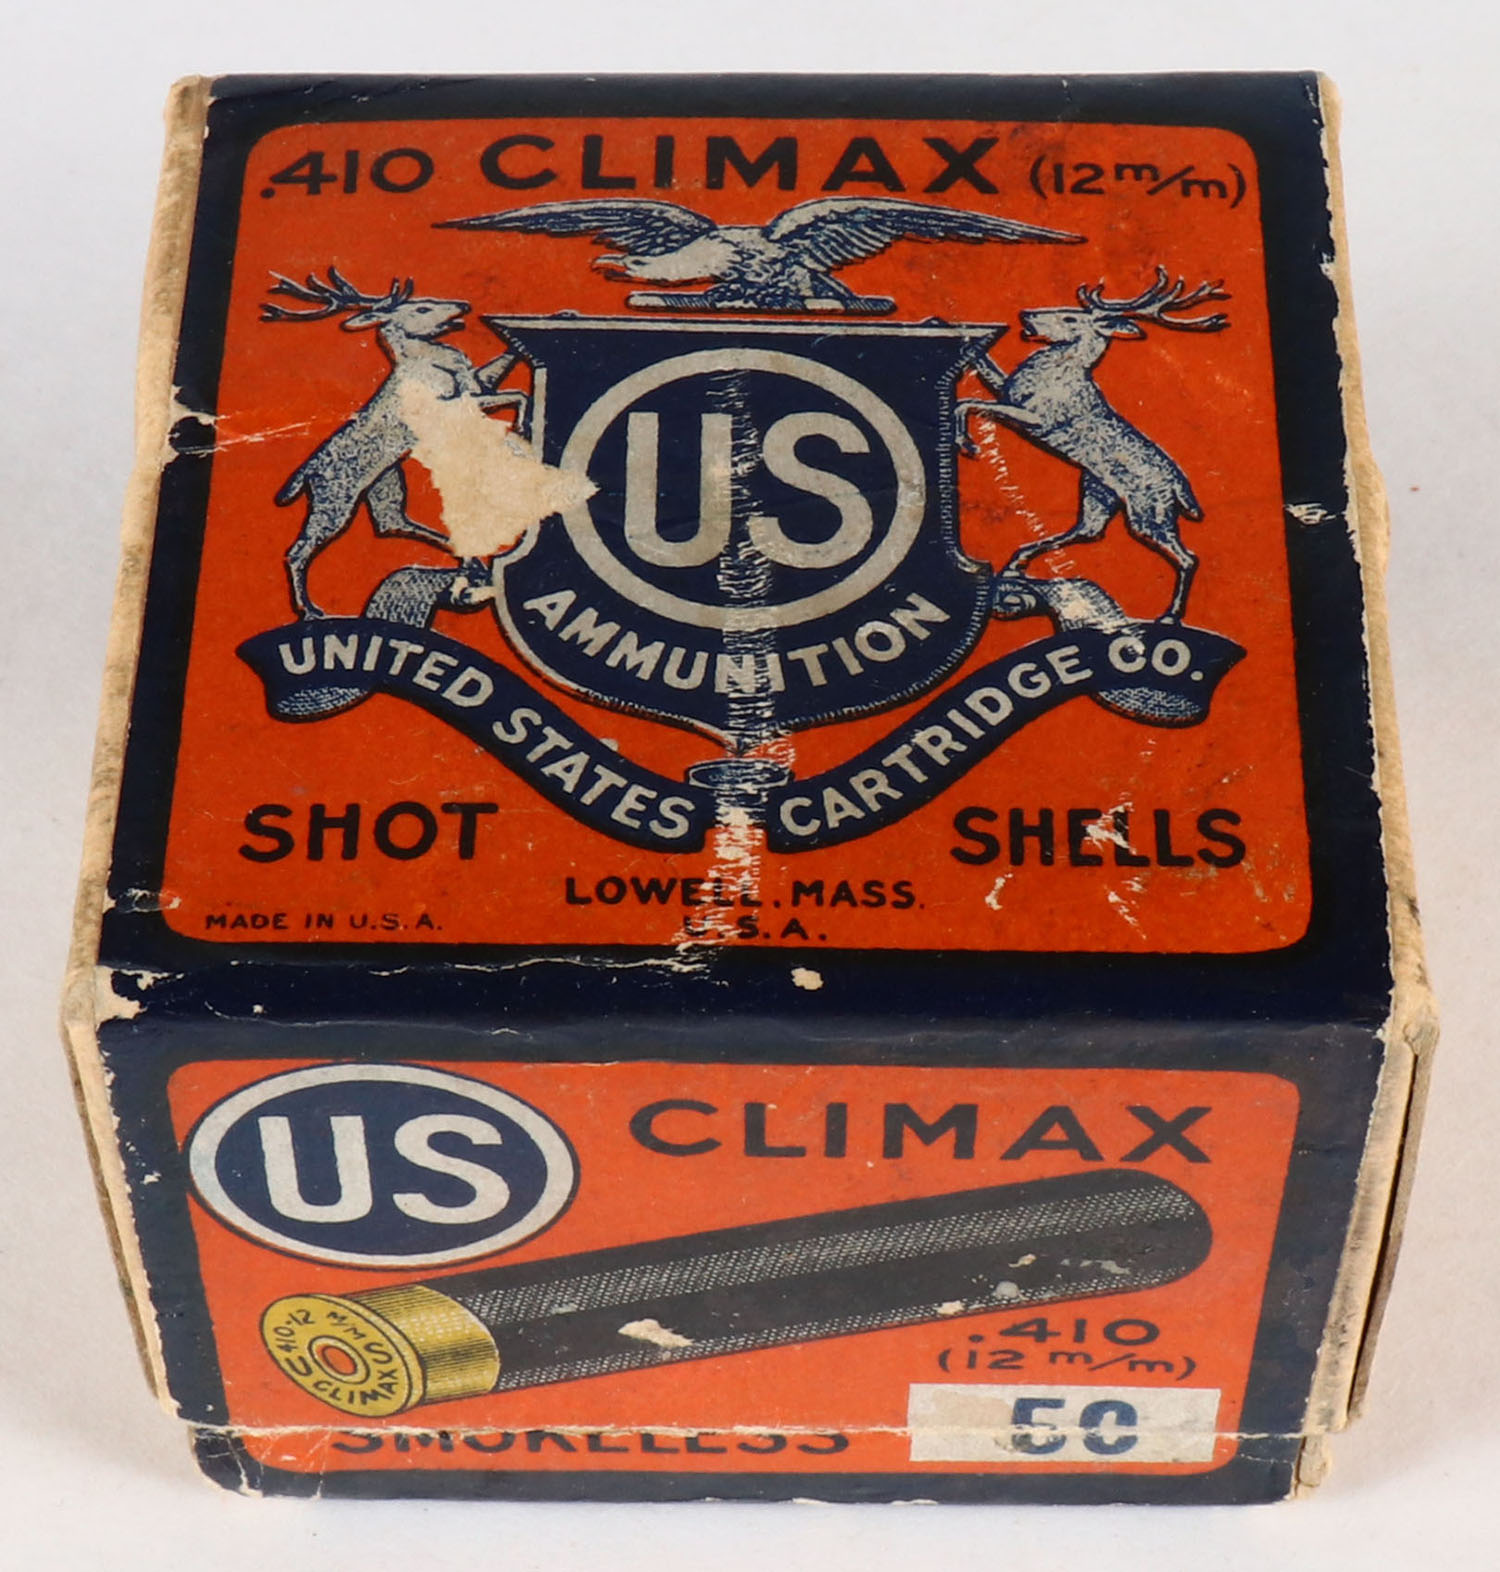 .410 CLIMAX (12 m/m)
US
AMMUNITION
UNITED STATES CARTRIDGE CO.
SHOT SHELLS
LOWELL, MASS.
U.S.A.
MADE IN U.S.A.
US CLIMAX
410-12 M/M US CLIMAX
.410
(12 m/m)
SMOKELESS
50